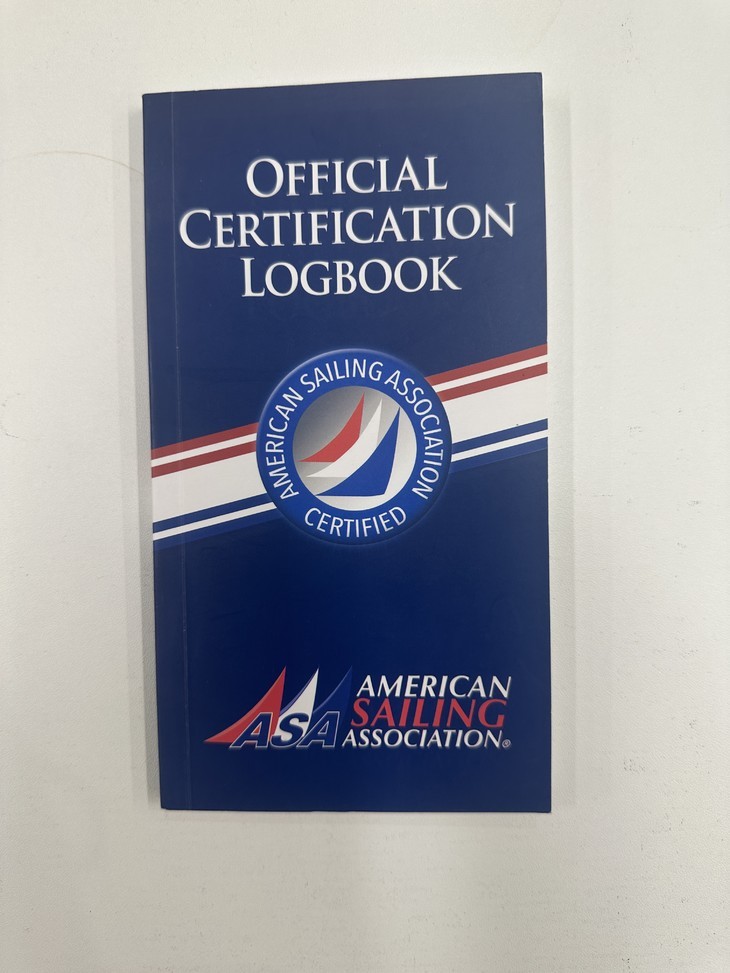 OFFICIAL
CERTIFICATION
LOGBOOK
AMERICAN SAILING ASSOCIATION
CERTIFIED
ASA
AMERICAN
SAILING
ASSOCIATION®